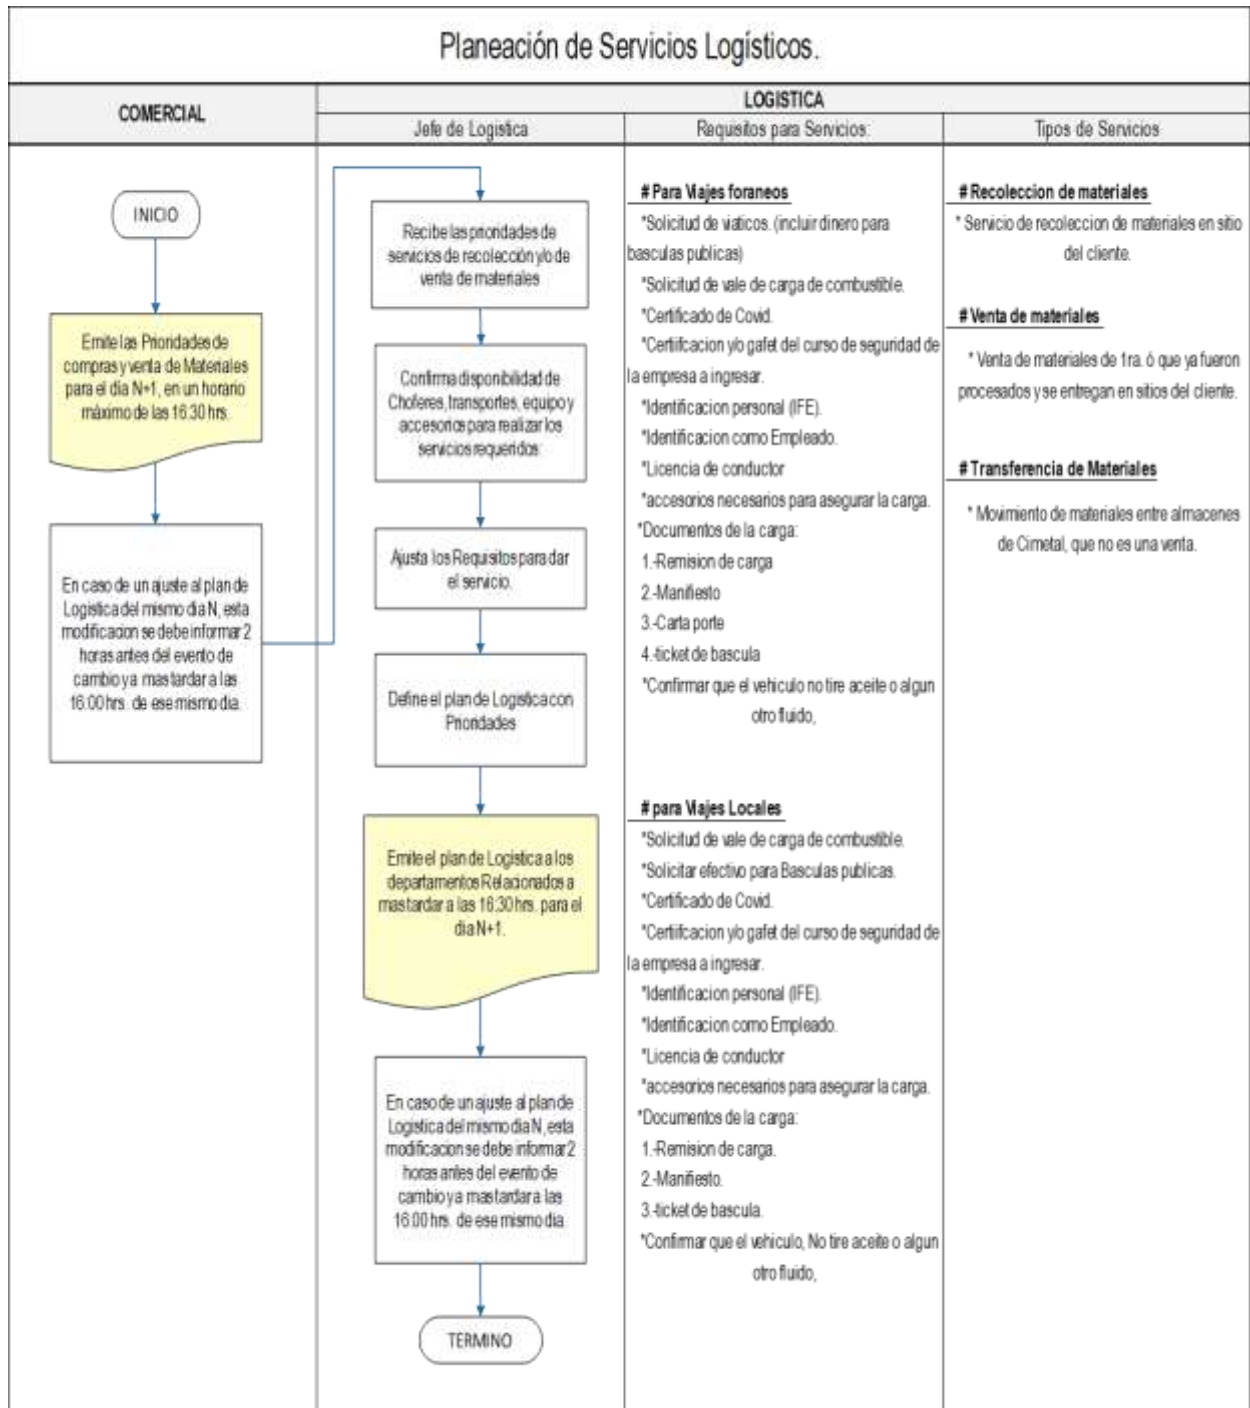 Planeación de Servicios Logísticos.
COMERCIAL
LOGISTICA
Jefe de Logistica
Requisitos para Servicios:
Tipos de Servicios
INICIO
Emite las Prioridades de
compras y venta de Materiales
para el día N+1, en un horario
máximo de las 16:30 hrs.
En caso de un ajuste al plan de
Logistica del mismo dia N, esta
modificacion se debe informar 2
horas antes del evento de
cambio y a mas tardar a las
16:00 hrs. de ese mismo dia.
Recibe las prioridades de
servicios de recolección y/o de
venta de materiales
Confirma disponibilidad de
Choferes, transportes, equipo y
accesorios para realizar los
servicios requeridos.
Ajusta los Requisitos para dar
el servicio.
Define el plan de Logistica con
Prioridades
Emite el plan de Logística a los
departamentos Relacionados a
mas tardar a las 16:30 hrs. para el
dia N+1.
En caso de un ajuste al plan de
Logistica del mismo dia N, esta
modificacion se debe informar 2
horas antes del evento de
cambio y a mas tardar a las
16:00 hrs. de ese mismo dia
TERMINO
# Para Viajes foraneos
*Solicitud de viaticos. (incluir dinero para
basculas publicas)
*Solicitud de vale de carga de combustible.
*Certificado de Covid.
*Certiifcacion y/o gafet del curso de seguridad de
la empresa a ingresar.
*Identificacion personal (IFE).
*Identificacion como Empleado.
*Licencia de conductor
*accesorios necesarios para asegurar la carga.
*Documentos de la carga:
1.-Remision de carga
2.-Manifiesto
3.-Carta porte
4.-ticket de bascula
*Confirmar que el vehiculo no tire aceite o algun
otro fluido,
# para Viajes Locales
*Solicitud de vale de carga de combustible.
*Solicitar efectivo para Basculas publicas.
*Certificado de Covid.
*Certiifcacion y/o gafet del curso de seguridad de
la empresa a ingresar.
*Identificacion personal (IFE).
*Identificacion como Empleado.
*Licencia de conductor
*accesorios necesarios para asegurar la carga.
*Documentos de la carga:
1.-Remision de carga.
2.-Manifiesto.
3.-ticket de bascula.
*Confirmar que el vehiculo, No tire aceite o algun
otro fluido,
# Recoleccion de materiales
* Servicio de recoleccion de materiales en sitio
del cliente.
# Venta de materiales
* Venta de materiales de 1ra. ó que ya fueron
procesados y se entregan en sitios del cliente.
# Transferencia de Materiales
* Movimiento de materiales entre almacenes
de Cimetal, que no es una venta.